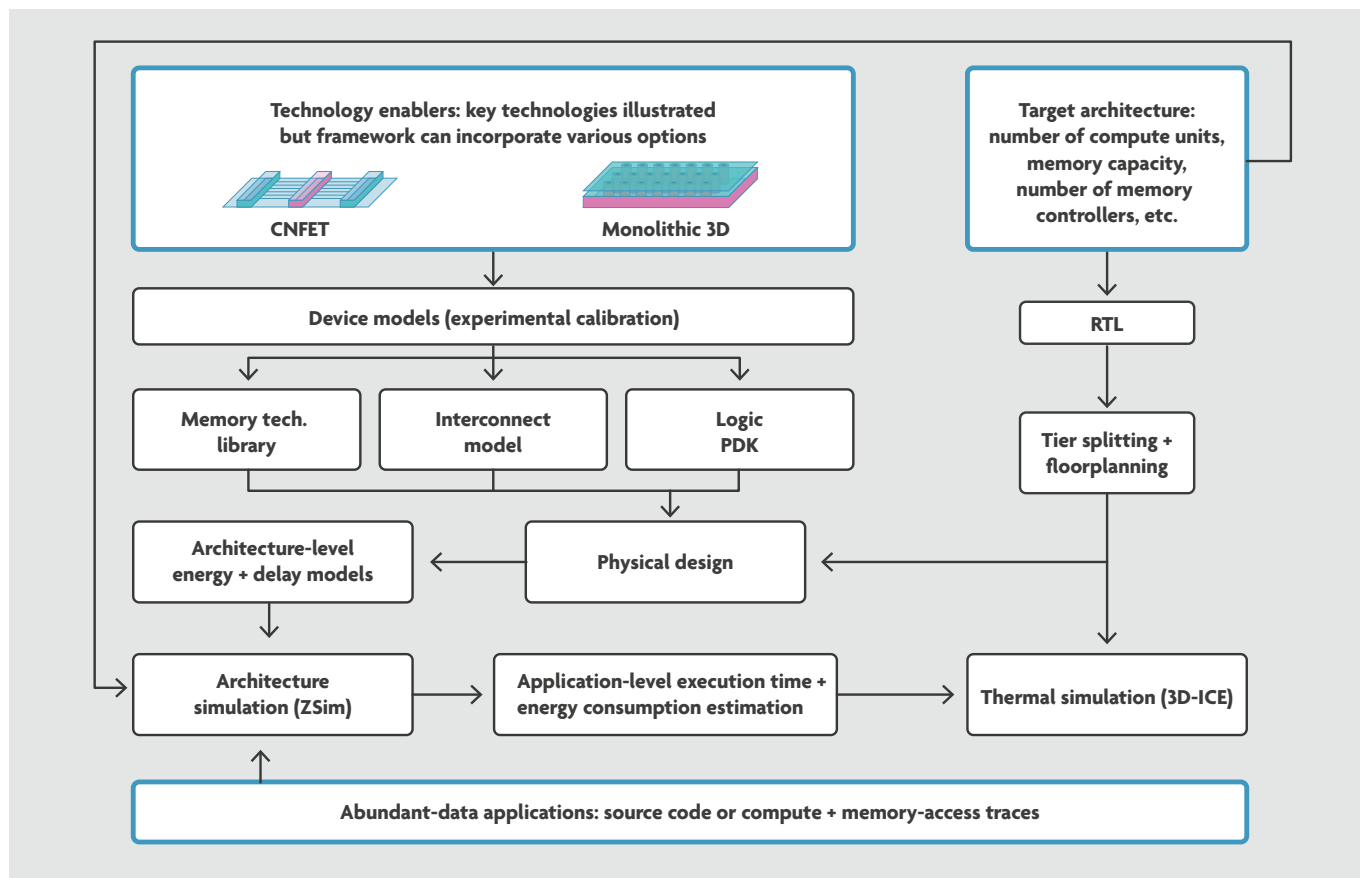 Technology enablers: key technologies illustrated
but framework can incorporate various options
CNFET
Monolithic 3D
Target architecture:
number of compute units,
memory capacity,
number of memory
controllers, etc.
Device models (experimental calibration)
RTL
Memory tech.
library
Interconnect
model
Logic
PDK
Tier splitting +
floorplanning
Architecture-level
energy + delay models
Physical design
Architecture
simulation (ZSim)
Application-level execution time +
energy consumption estimation
Thermal simulation (3D-ICE)
Abundant-data applications: source code or compute + memory-access traces